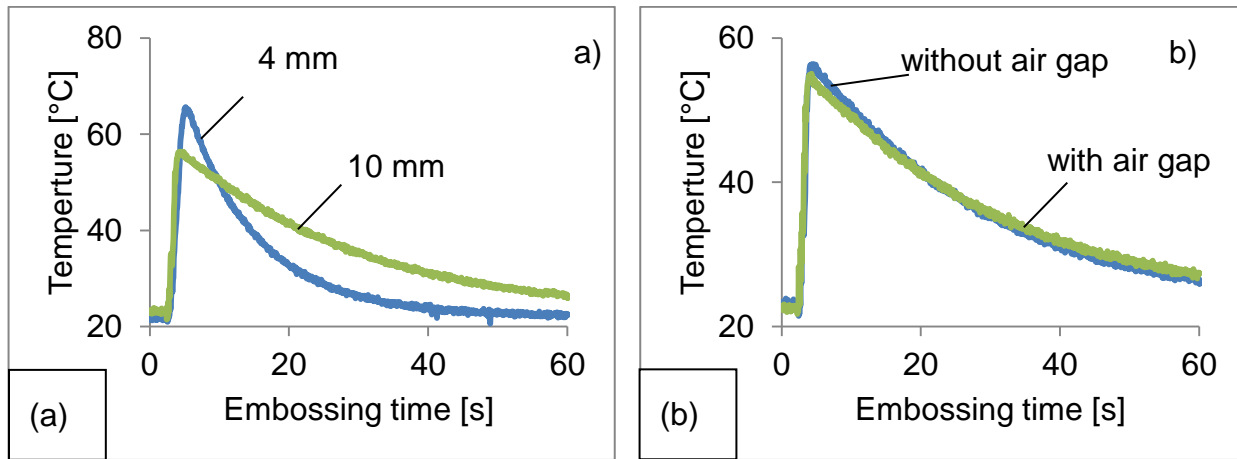 80
a)
4 mm
60
10 mm
40
20
Temperture [°C]
0
20
40
60
Embossing time [s]
(a)
60
b)
without air gap
40
with air gap
20
Temperture [°C]
0
20
40
60
Embossing time [s]
(b)